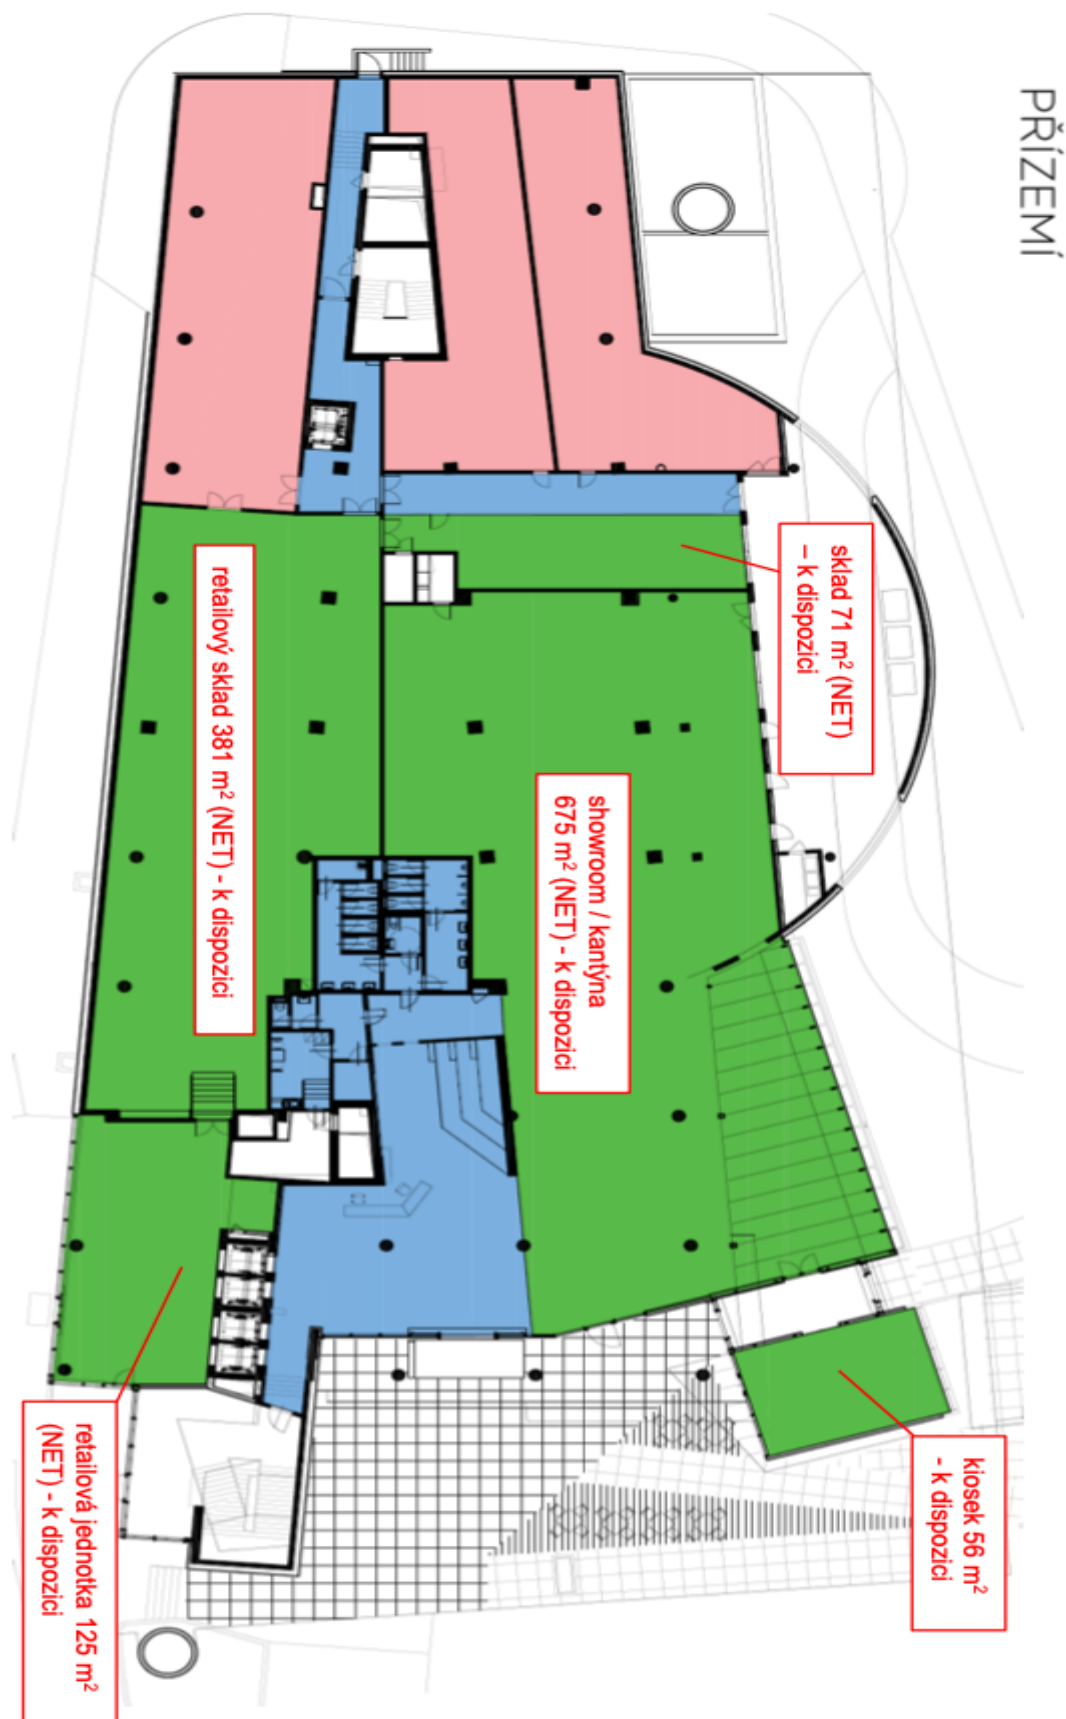 PŘÍZEMÍ
sklad 71 m² (NET)
– k dispozici
showroom / kantýna
675 m² (NET) - k dispozici
retailový sklad 381 m² (NET) - k dispozici
kiosek 56 m²
- k dispozici
retailová jednotka 125 m²
(NET) - k dispozici